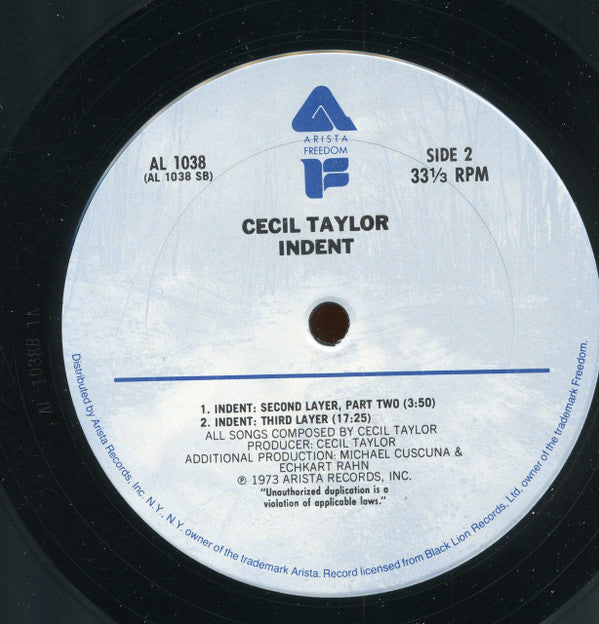 ARISTA
FREEDOM
AL 1038
(AL 1038 SB)
SIDE 2
33⅓ RPM
CECIL TAYLOR
INDENT
1. INDENT: SECOND LAYER, PART TWO (3:50)
2. INDENT: THIRD LAYER (17:25)
ALL SONGS COMPOSED BY CECIL TAYLOR
PRODUCER: CECIL TAYLOR
ADDITIONAL PRODUCTION: MICHAEL CUSCUNA &
ECHKART RAHN
℗ 1973 ARISTA RECORDS, INC.
"Unauthorized duplication is a
violation of applicable laws."
Distributed by Arista Records, Inc. N.Y., N.Y. owner of the trademark Arista. Record licensed from Black Lion Records, Ltd. owner of the trademark Freedom.